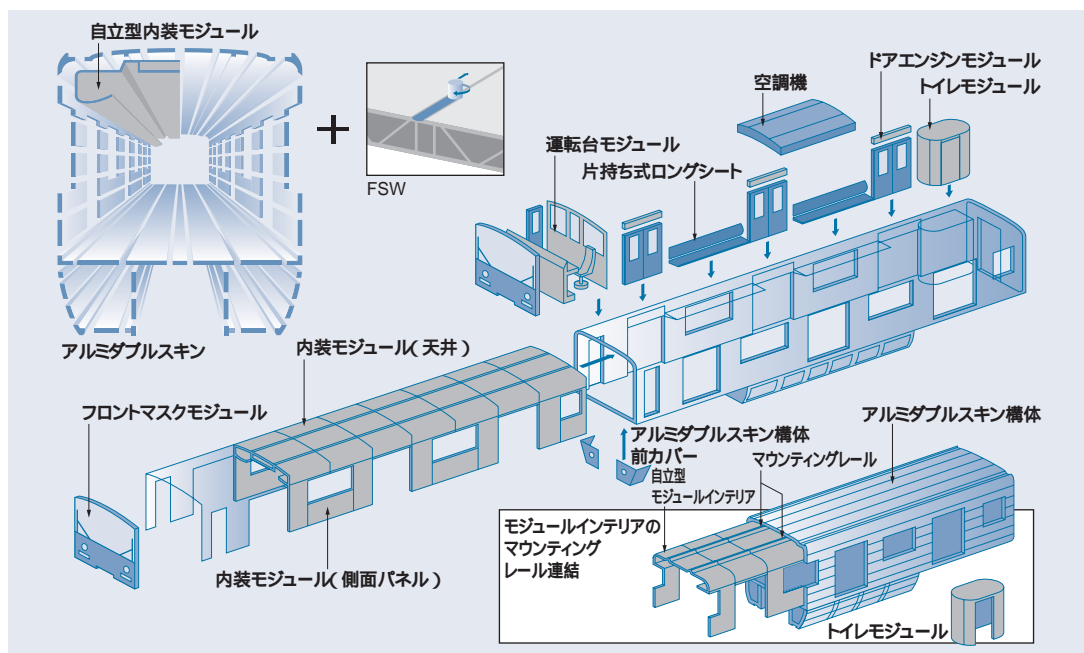 自立型内装モジュール
FSW
アルミダブルスキン
運転台モジュール
片持ち式ロングシート
空調機
ドアエンジンモジュール
トイレモジュール
内装モジュール(天井)
フロントマスクモジュール
内装モジュール(側面パネル)
アルミダブルスキン構体
前カバー
アルミダブルスキン構体
自立型
モジュールインテリア
マウンティングレール
モジュールインテリアの
マウンティング
レール連結
トイレモジュール